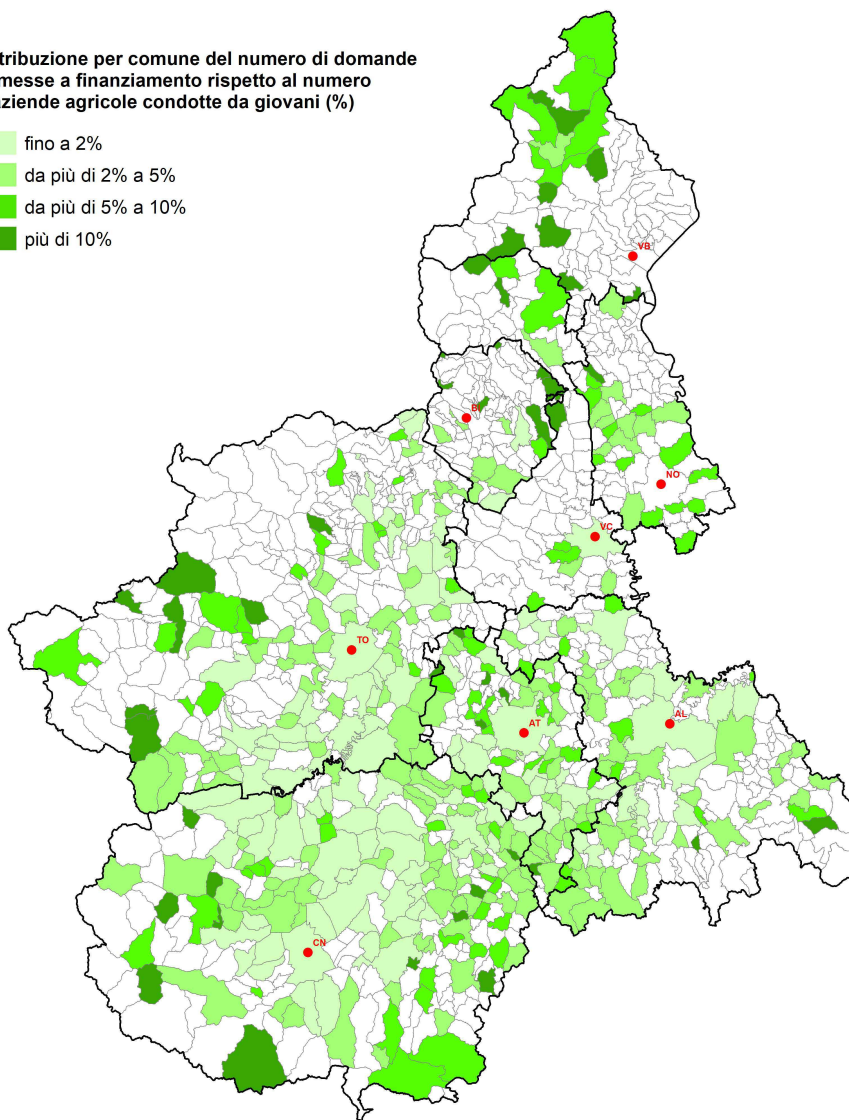 tribuzione per comune del numero di domande
messe a finanziamento rispetto al numero
aziende agricole condotte da giovani (%)
fino a 2%
da più di 2% a 5%
da più di 5% a 10%
più di 10%
VB
BI
NO
VC
TO
AT
AL
CN